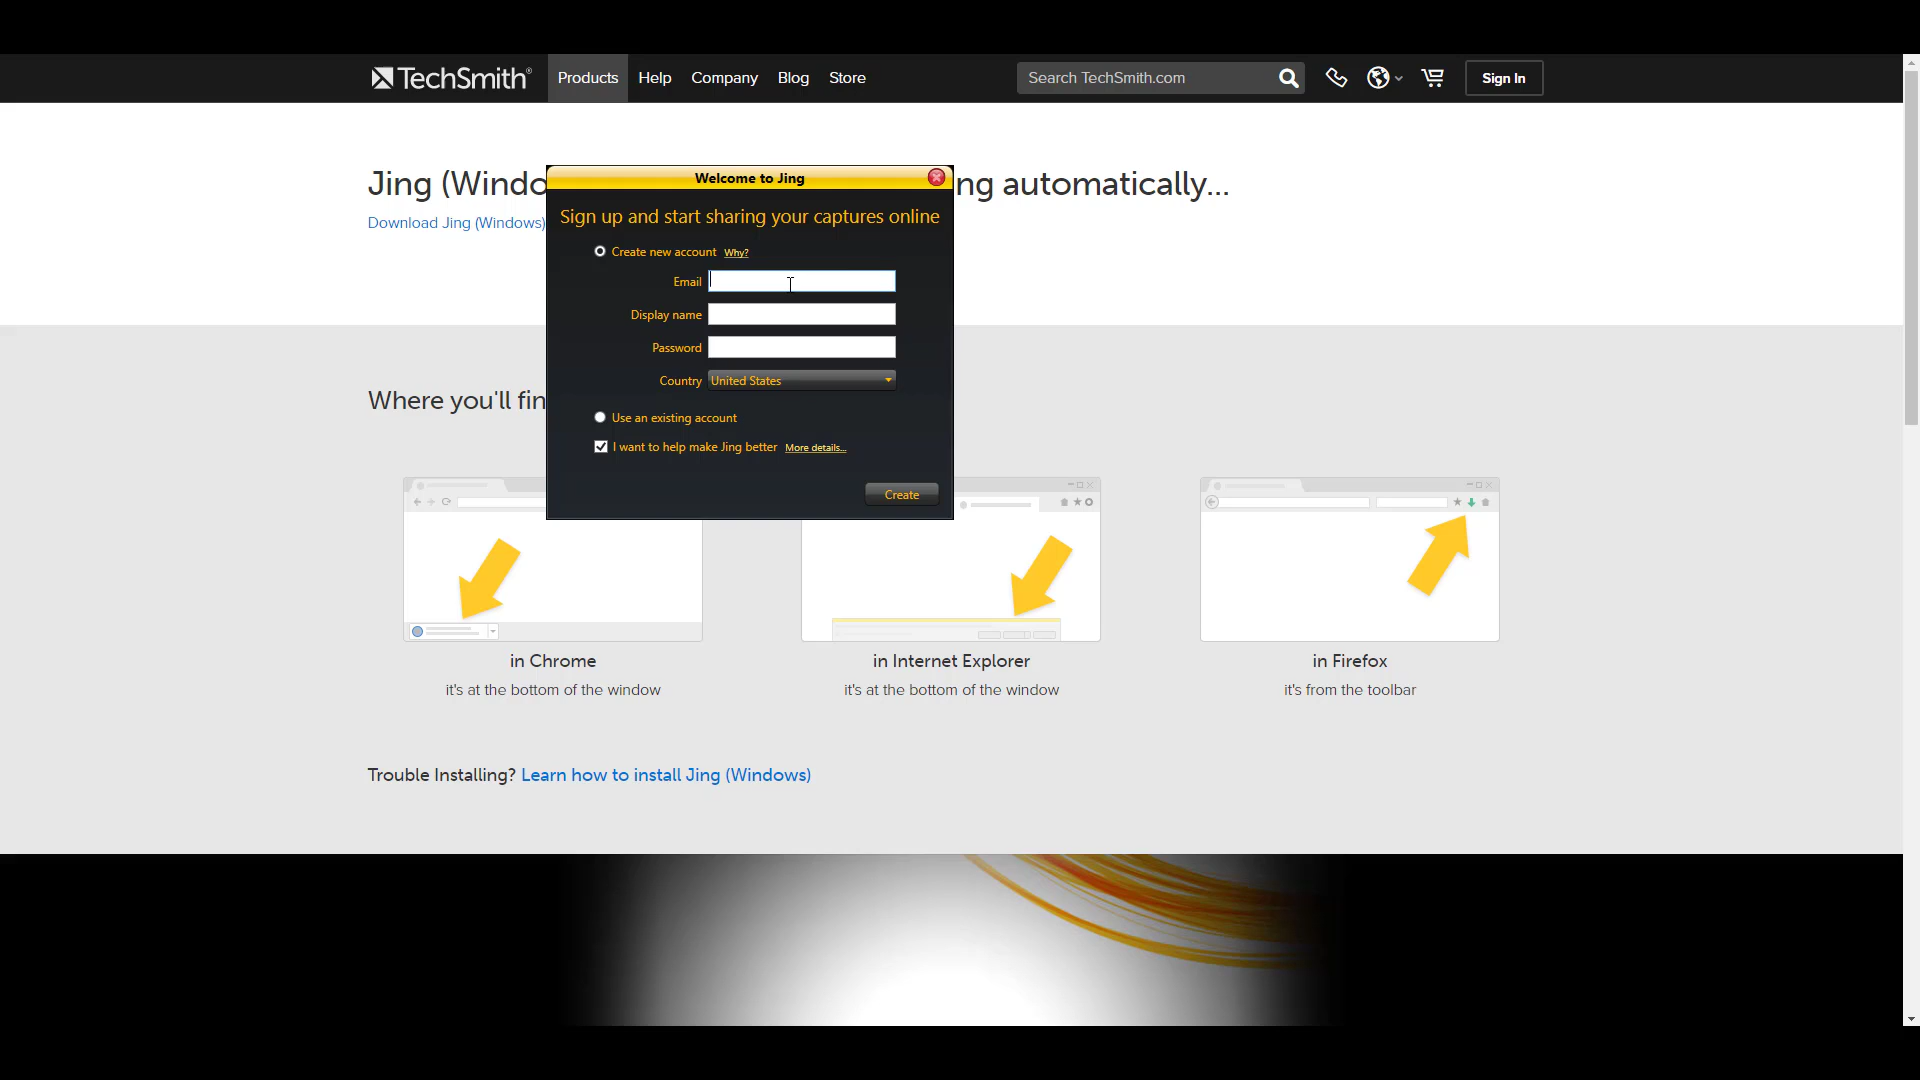 TechSmith® Products Help Company Blog Store Search TechSmith.com Sign In
Jing (Windo ng automatically...
Download Jing (Windows)
Welcome to Jing
Sign up and start sharing your captures online
Create new account Why?
Email
Display name
Password
Country United States
Use an existing account
I want to help make Jing better More details...
Create
Where you'll fin
in Chrome
it's at the bottom of the window
in Internet Explorer
it's at the bottom of the window
in Firefox
it's from the toolbar
Trouble Installing? Learn how to install Jing (Windows)